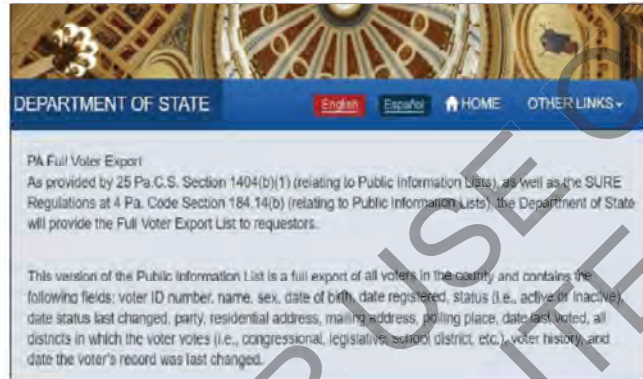 DEPARTMENT OF STATE
English Español HOME OTHER LINKS
PA Full Voter Export
As provided by 25 Pa.C.S. Section 1404(b)(1) (relating to Public Information Lists), as well as the SURE
Regulations at 4 Pa. Code Section 184.14(b) (relating to Public Information Lists), the Department of State
will provide the Full Voter Export List to requestors.
This version of the Public Information List is a full export of all voters in the county and contains the
following fields: voter ID number, name, sex, date of birth, date registered, status (i.e., active or inactive),
date status last changed, party, residential address, mailing address, polling place, date last voted, all
districts in which the voter votes (i.e., congressional, legislative, school district, etc.), voter history, and
date the voter's record was last changed.